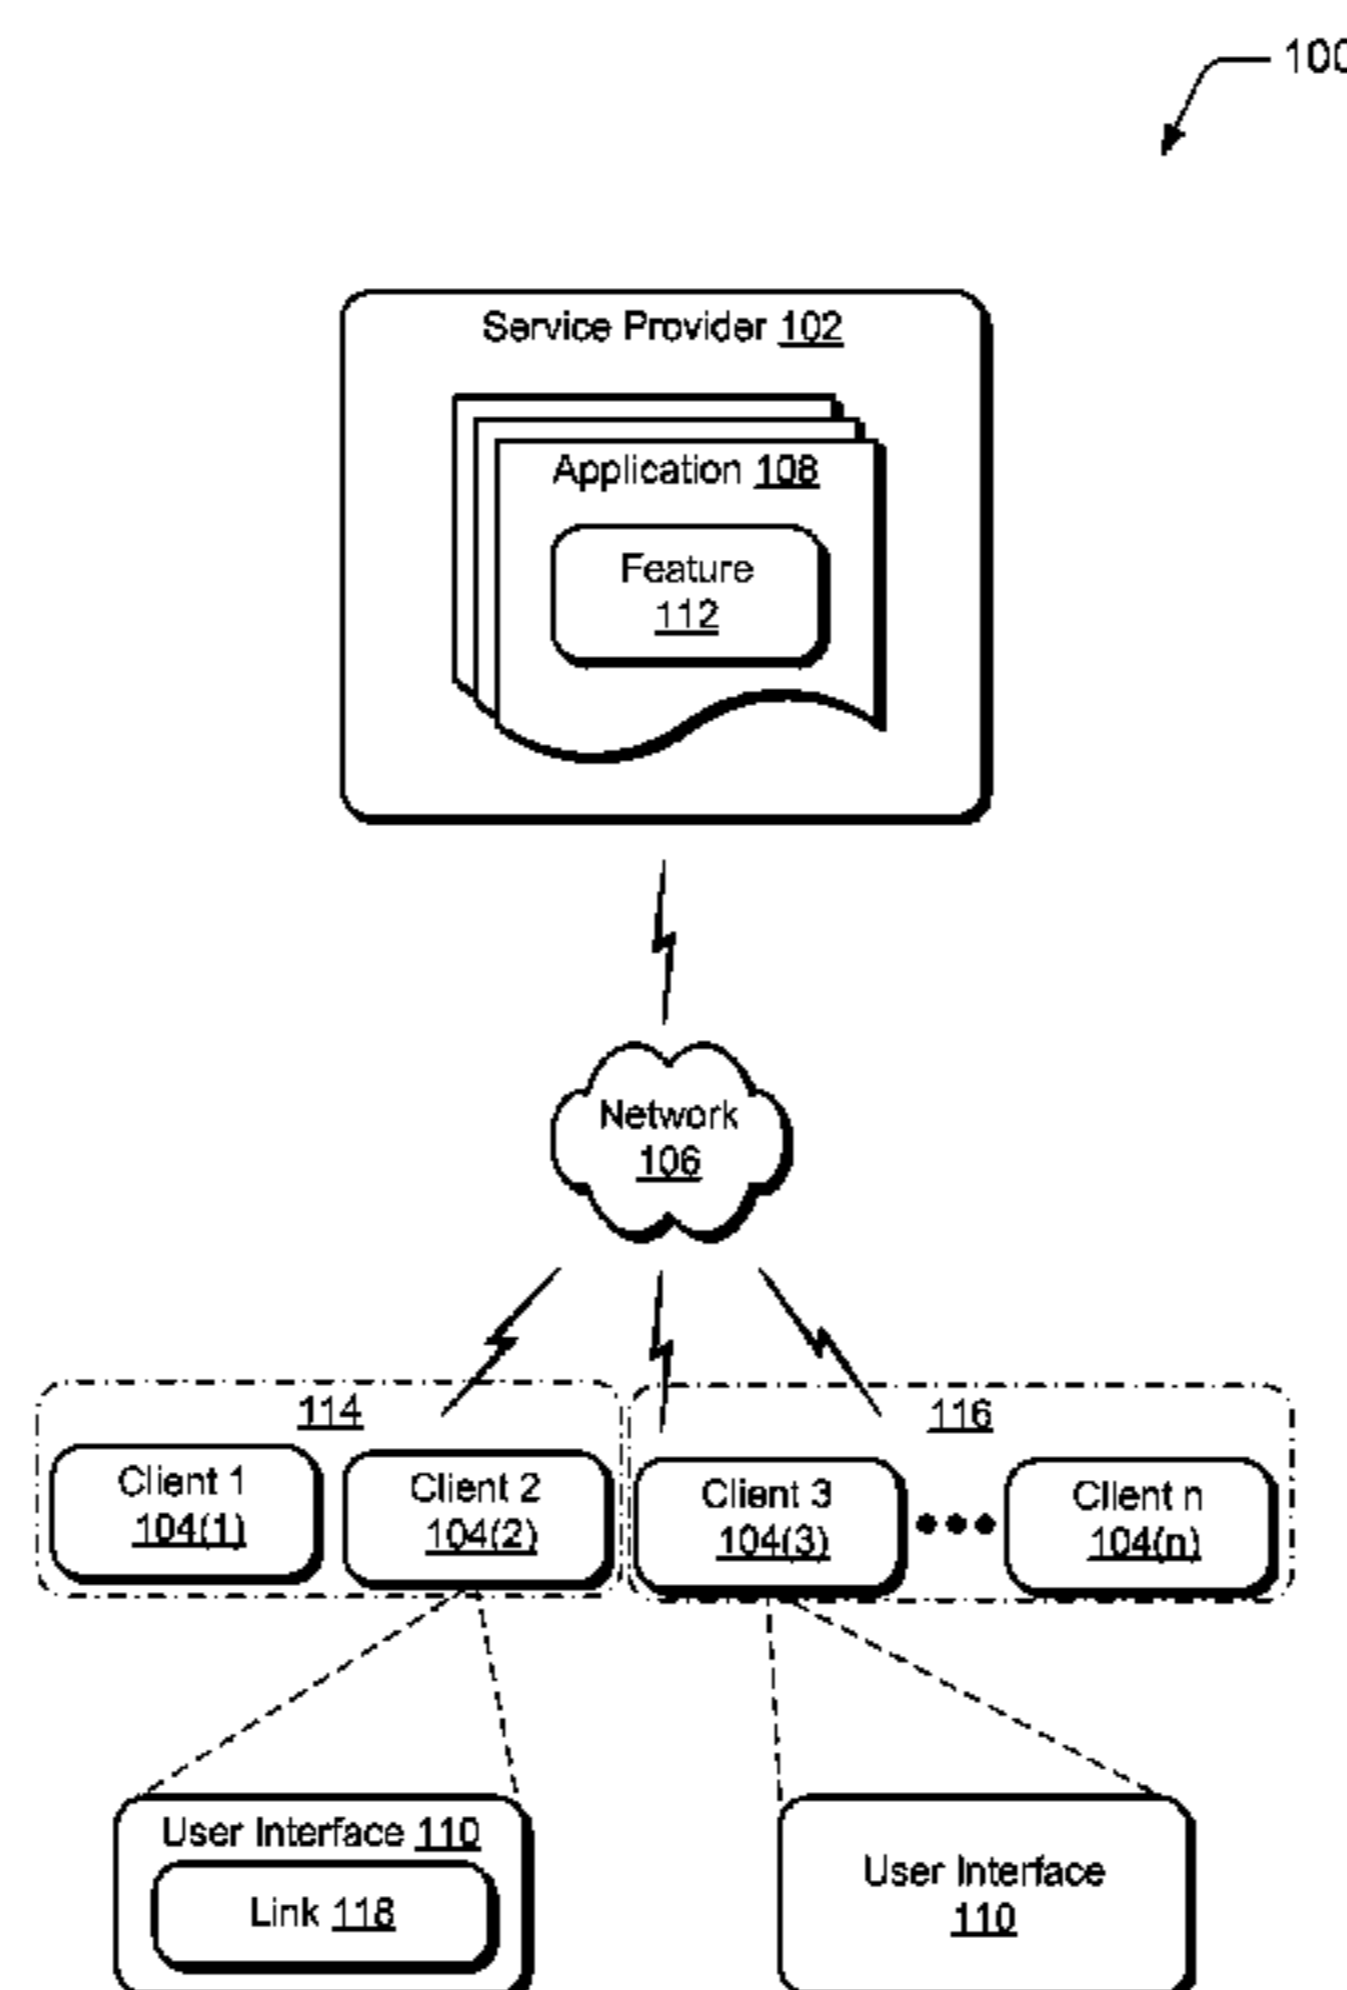 100
Service Provider 102
Application 108
Feature
112
Network
106
114
116
Client 1
104(1)
Client 2
104(2)
Client 3
104(3)
Client n
104(n)
User Interface 110
Link 118
User Interface
110